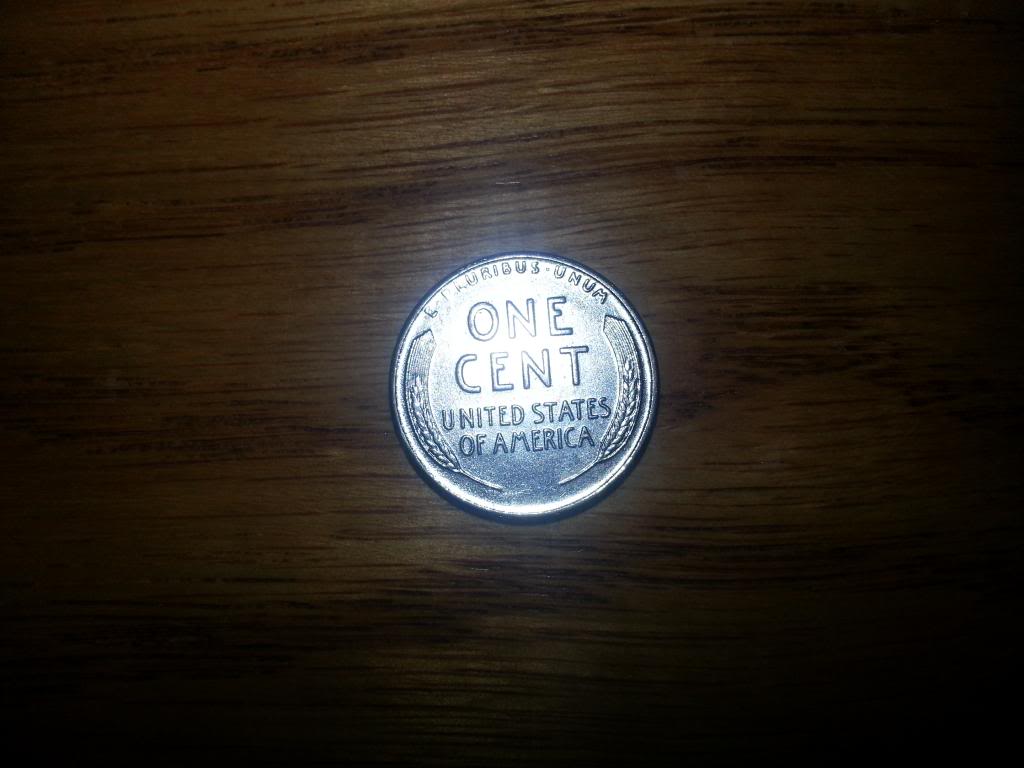 E·PLURIBUS·UNUM
ONE
CENT
UNITED STATES
OF AMERICA